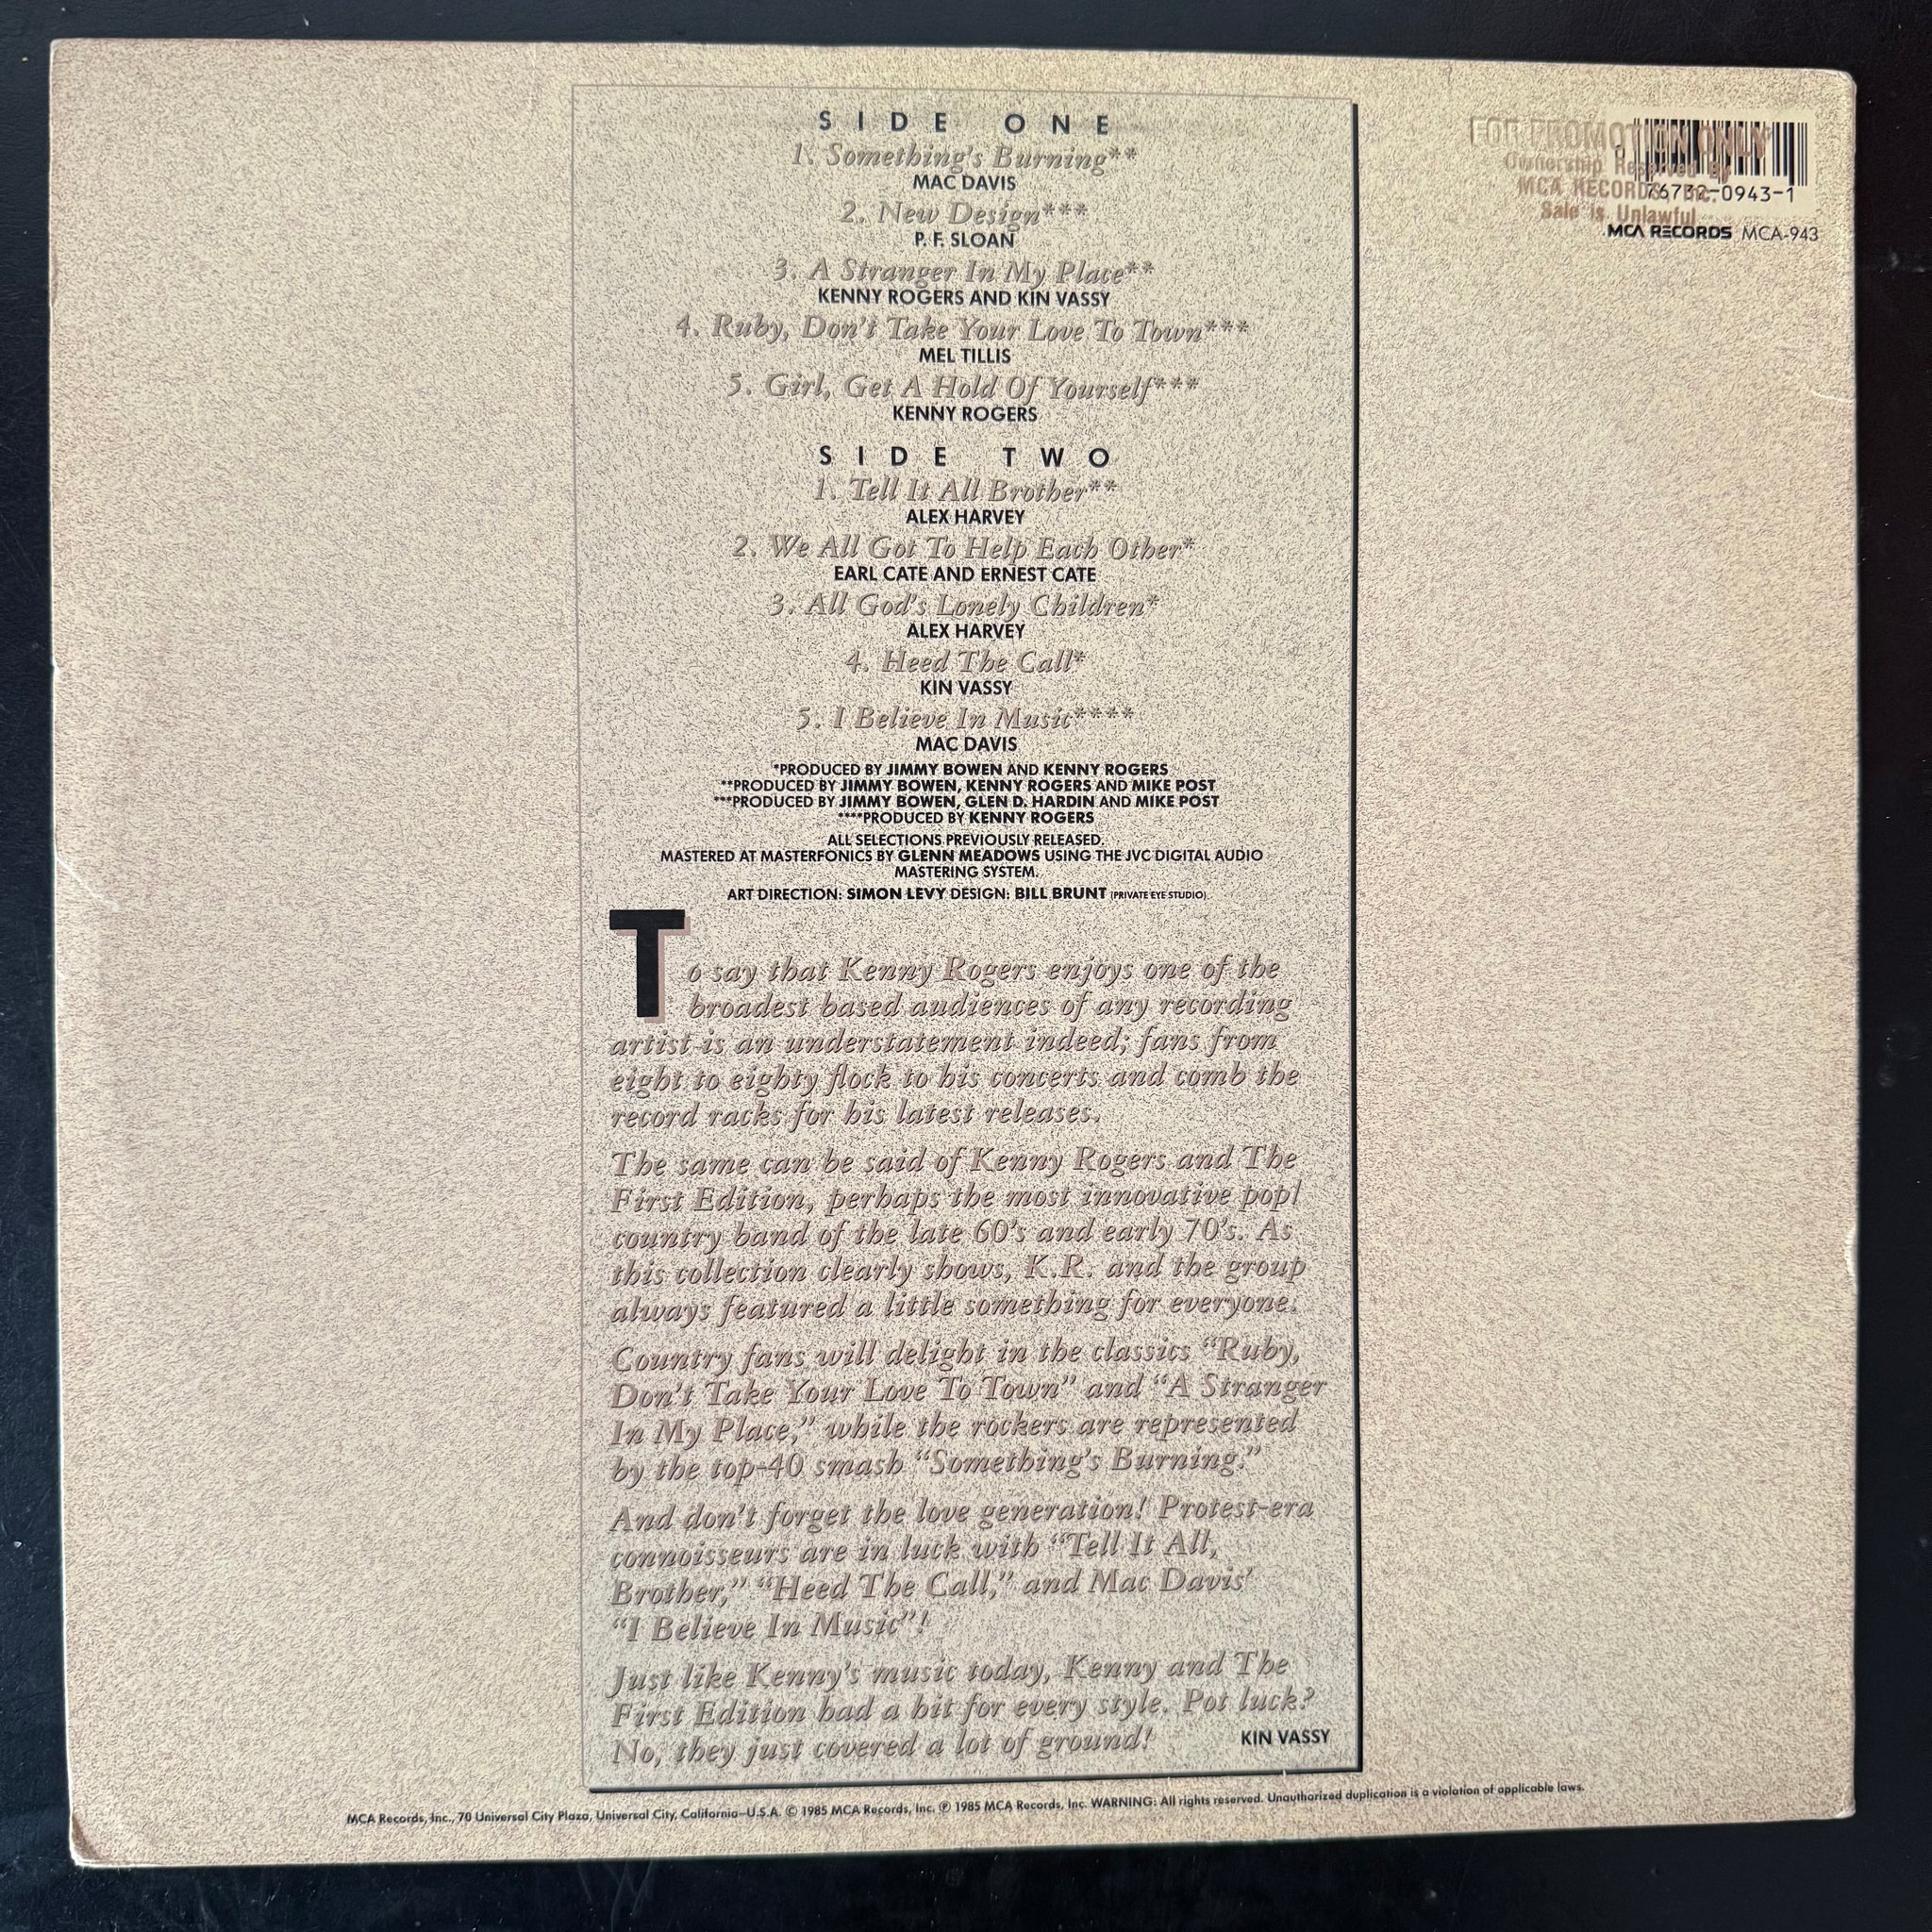 SIDE ONE
1. Something's Burning**
MAC DAVIS
2. New Design***
P. F. SLOAN
3. A Stranger In My Place**
KENNY ROGERS AND KIN VASSY
4. Ruby, Don't Take Your Love To Town***
MEL TILLIS
5. Girl, Get A Hold Of Yourself***
KENNY ROGERS
SIDE TWO
1. Tell It All Brother**
ALEX HARVEY
2. We All Got To Help Each Other*
EARL CATE AND ERNEST CATE
3. All God's Lonely Children*
ALEX HARVEY
4. Heed The Call*
KIN VASSY
5. I Believe In Music****
MAC DAVIS
*PRODUCED BY JIMMY BOWEN AND KENNY ROGERS
**PRODUCED BY JIMMY BOWEN, KENNY ROGERS AND MIKE POST
***PRODUCED BY JIMMY BOWEN, GLEN D. HARDIN AND MIKE POST
****PRODUCED BY KENNY ROGERS
ALL SELECTIONS PREVIOUSLY RELEASED.
MASTERED AT MASTERFONICS BY GLENN MEADOWS USING THE JVC DIGITAL AUDIO
MASTERING SYSTEM.
ART DIRECTION: SIMON LEVY DESIGN: BILL BRUNT (PRIVATE EYE STUDIO)
To say that Kenny Rogers enjoys one of the
broadest based audiences of any recording
artist is an understatement indeed; fans from
eight to eighty flock to his concerts and comb the
record racks for his latest releases.
The same can be said of Kenny Rogers and The
First Edition, perhaps the most innovative pop/
country band of the late 60's and early 70's. As
this collection clearly shows, K.R. and the group
always featured a little something for everyone.
Country fans will delight in the classics "Ruby,
Don't Take Your Love To Town" and "A Stranger
In My Place," while the rockers are represented
by the top-40 smash "Something's Burning."
And don't forget the love generation! Protest-era
connoisseurs are in luck with "Tell It All,
Brother," "Heed The Call," and Mac Davis'
"I Believe In Music"!
Just like Kenny's music today, Kenny and The
First Edition had a hit for every style. Pot luck?
No, they just covered a lot of ground!
KIN VASSY
FOR PROMOTION ONLY
Ownership Reserved by
MCA RECORDS, Inc.
Sale is Unlawful
76732-0943-1
MCA RECORDS MCA-943
MCA Records, Inc., 70 Universal City Plaza, Universal City, California—U.S.A. © 1985 MCA Records, Inc. ℗ 1985 MCA Records, Inc. WARNING: All rights reserved. Unauthorized duplication is a violation of applicable laws.